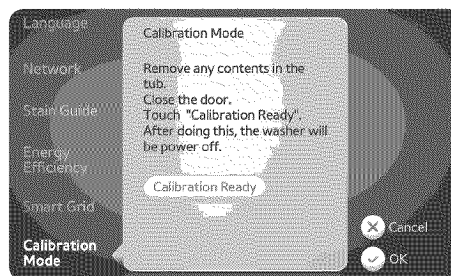 Language
Network
Stain Guide
Energy
Efficiency
Smart Grid
Calibration
Mode
Calibration Mode
Remove any contents in the
tub.
Close the door.
Touch "Calibration Ready".
After doing this, the washer will
be power off.
Calibration Ready
Cancel
OK